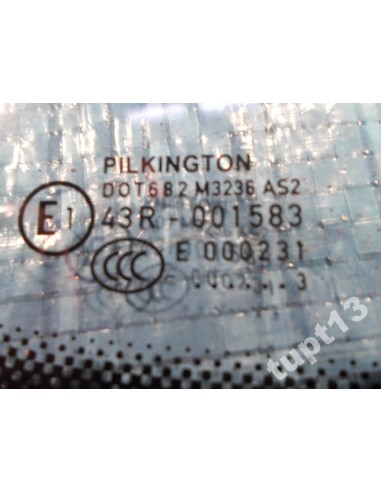 PILKINGTON
DOT682 M3236 AS2
E1 43R-001583
CCC E 000231
tupt13